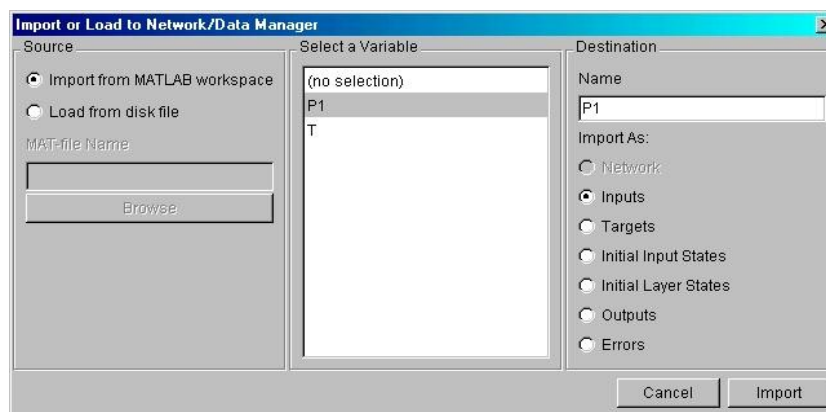 Import or Load to Network/Data Manager
Source
Import from MATLAB workspace
Load from disk file
MAT-file Name
Browse
Select a Variable
(no selection)
P1
T
Destination
Name
P1
Import As:
Network
Inputs
Targets
Initial Input States
Initial Layer States
Outputs
Errors
Cancel
Import